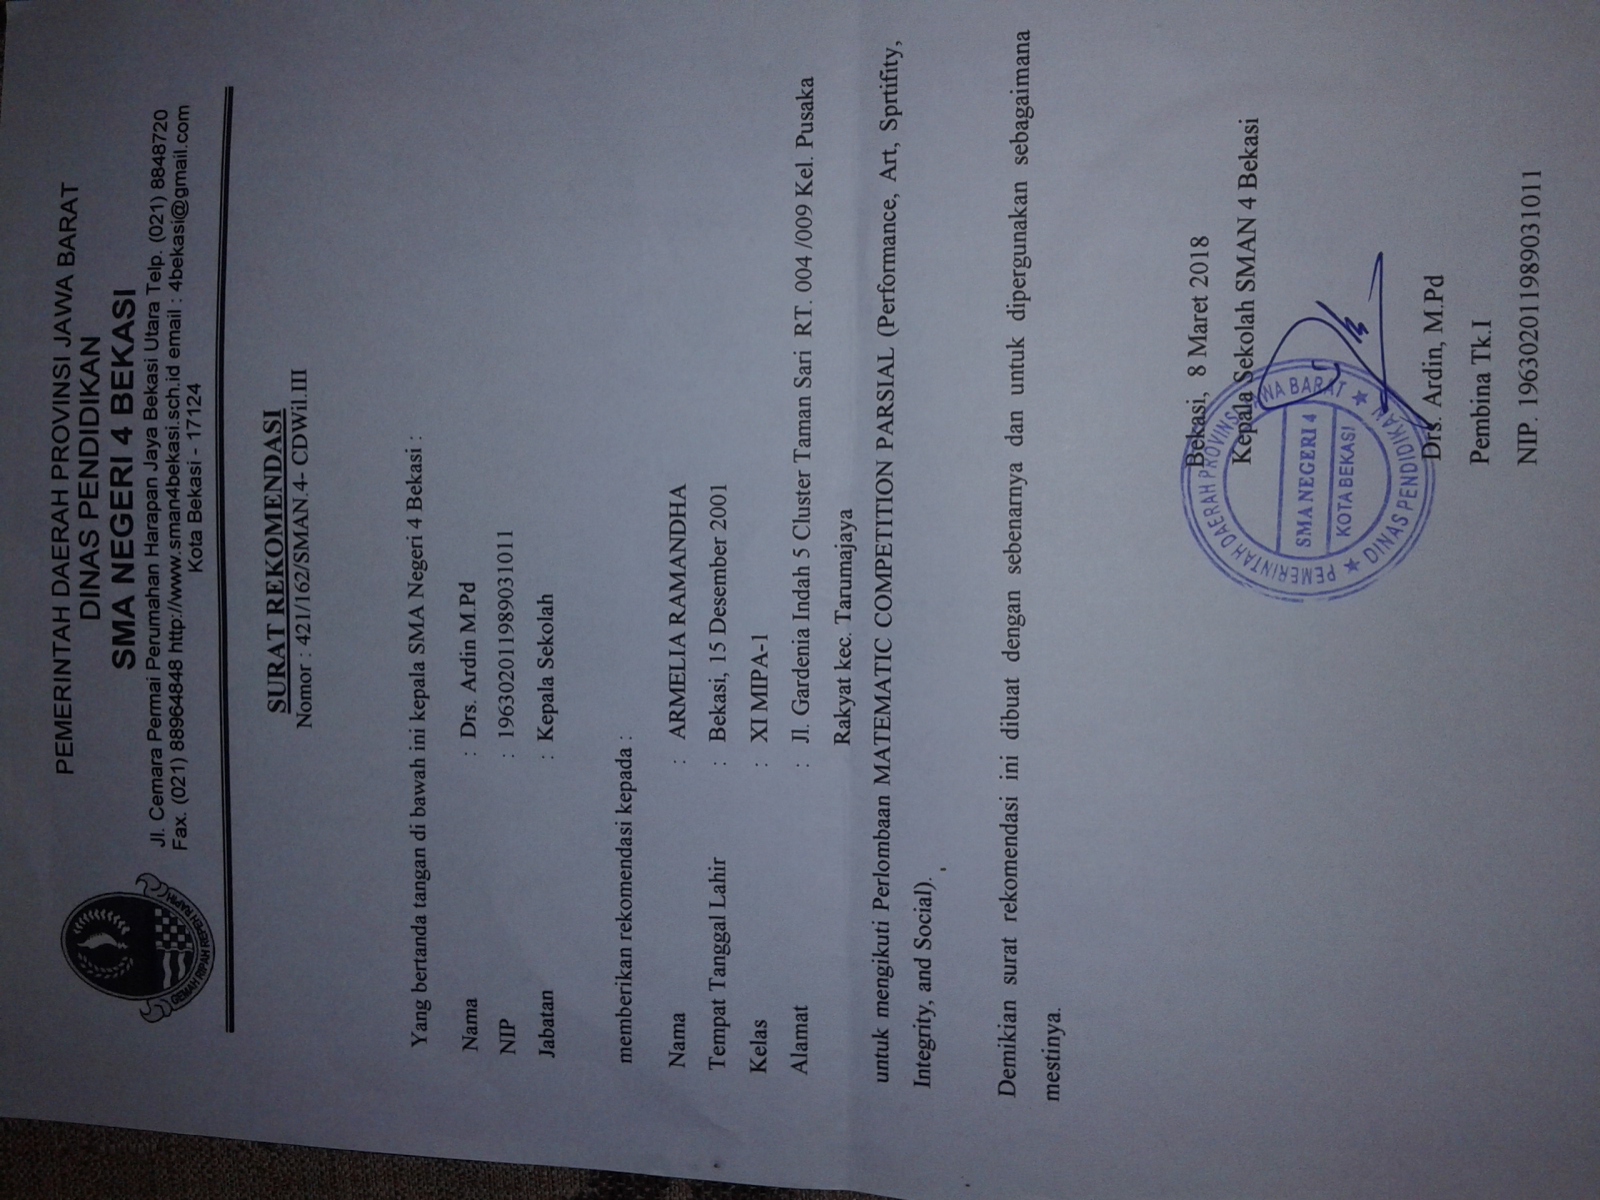 PEMERINTAH DAERAH PROVINSI JAWA BARAT
DINAS PENDIDIKAN
SMA NEGERI 4 BEKASI
Jl. Cemara Permai Perumahan Harapan Jaya Bekasi Utara Telp. (021) 8848720
Fax. (021) 88964848 http://www.sman4bekasi.sch.id email : 4bekasi@gmail.com
Kota Bekasi - 17124
GEMAH RIPAH REPEH RAPIH
SURAT REKOMENDASI
Nomor : 421/162/SMAN.4- CDWil.III
Yang bertanda tangan di bawah ini kepala SMA Negeri 4 Bekasi :
Nama : Drs. Ardin M.Pd
NIP : 196302011989031011
Jabatan : Kepala Sekolah
memberikan rekomendasi kepada :
Nama : ARMELIA RAMANDHA
Tempat Tanggal Lahir : Bekasi, 15 Desember 2001
Kelas : XI MIPA-1
Alamat : Jl. Gardenia Indah 5 Cluster Taman Sari RT. 004 /009 Kel. Pusaka
Rakyat kec. Tarumajaya
untuk mengikuti Perlombaan MATEMATIC COMPETITION PARSIAL (Performance, Art, Sprtifity,
Integrity, and Social).
Demikian surat rekomendasi ini dibuat dengan sebenarnya dan untuk dipergunakan sebagaimana
mestinya.
Bekasi, 8 Maret 2018
Kepala Sekolah SMAN 4 Bekasi
PEMERINTAH DAERAH PROVINSI JAWA BARAT
SMA NEGERI 4
KOTA BEKASI
DINAS PENDIDIKAN
Drs. Ardin, M.Pd
Pembina Tk.I
NIP. 196302011989031011